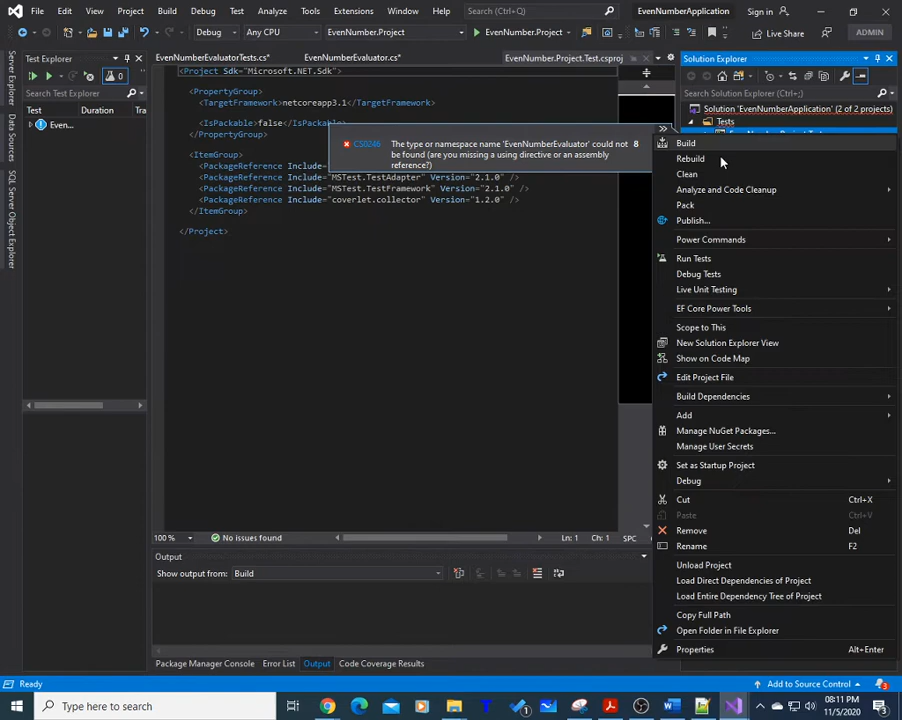 File Edit View Git Project Build Debug Test Analyze Tools Extensions Window Help Search (Ctrl+Q) EvenNumberApplication Sign in
Debug Any CPU EvenNumber.Project EvenNumber.Project Live Share ADMIN
Server Explorer
Data Sources
SQL Server Object Explorer
Test Explorer
0
Search (Ctrl+I)
Test Duration
Even...
EvenNumberEvaluatorTests.cs* EvenNumberEvaluator.cs* EvenNumber.Project.Test.csproj
<Project Sdk="Microsoft.NET.Sdk">
<PropertyGroup>
<TargetFramework>netcoreapp3.1</TargetFramework>
<IsPackable>false</IsPackable>
</PropertyGroup>
<ItemGroup>
<PackageReference Include=
<PackageReference Include="MSTest.TestAdapter" Version="2.1.0" />
<PackageReference Include="MSTest.TestFramework" Version="2.1.0" />
<PackageReference Include="coverlet.collector" Version="1.2.0" />
</ItemGroup>
</Project>
CS0246 The type or namespace name 'EvenNumberEvaluator' could not 8
be found (are you missing a using directive or an assembly
reference?)
100 % No issues found Ln: 1 Ch: 1 SPC
Output
Show output from: Build
Package Manager Console Error List Output Code Coverage Results
Solution Explorer
Search Solution Explorer (Ctrl+;)
Solution 'EvenNumberApplication' (2 of 2 projects)
Tests
Build
Rebuild
Clean
Analyze and Code Cleanup
Pack
Publish...
Power Commands
Run Tests
Debug Tests
Live Unit Testing
EF Core Power Tools
Scope to This
New Solution Explorer View
Show on Code Map
Edit Project File
Build Dependencies
Add
Manage NuGet Packages...
Manage User Secrets
Set as Startup Project
Debug
Cut Ctrl+X
Paste Ctrl+V
Remove Del
Rename F2
Unload Project
Load Direct Dependencies of Project
Load Entire Dependency Tree of Project
Copy Full Path
Open Folder in File Explorer
Properties Alt+Enter
Ready Add to Source Control 3
Type here to search 08:11 PM
11/5/2020